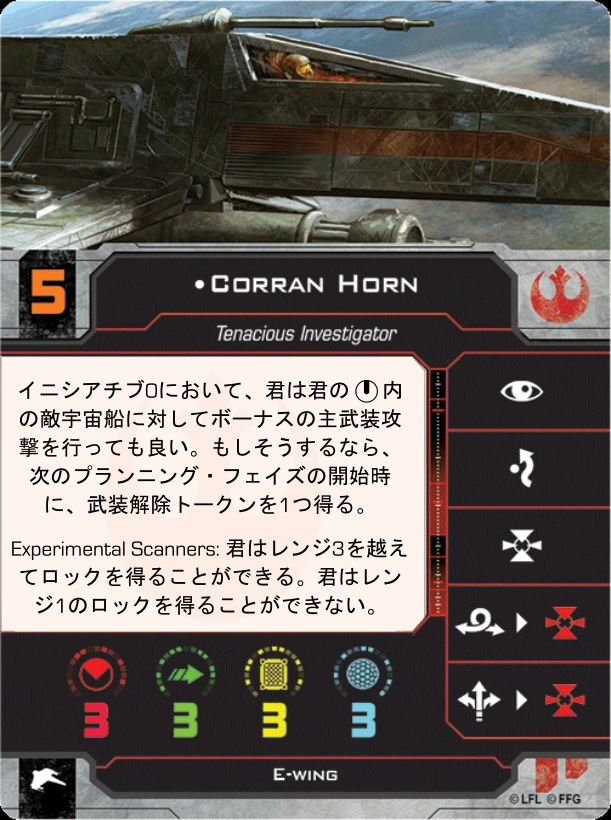 5
•Corran Horn
Tenacious Investigator
イニシアチブ0において、君は君の 内
の敵宇宙船に対してボーナスの主武装攻
撃を行っても良い。もしそうするなら、
次のプランニング・フェイズの開始時
に、武装解除トークンを1つ得る。
Experimental Scanners: 君はレンジ3を越え
てロックを得ることができる。君はレン
ジ1のロックを得ることができない。
3 3 3 3
E-wing
©LFL ©FFG